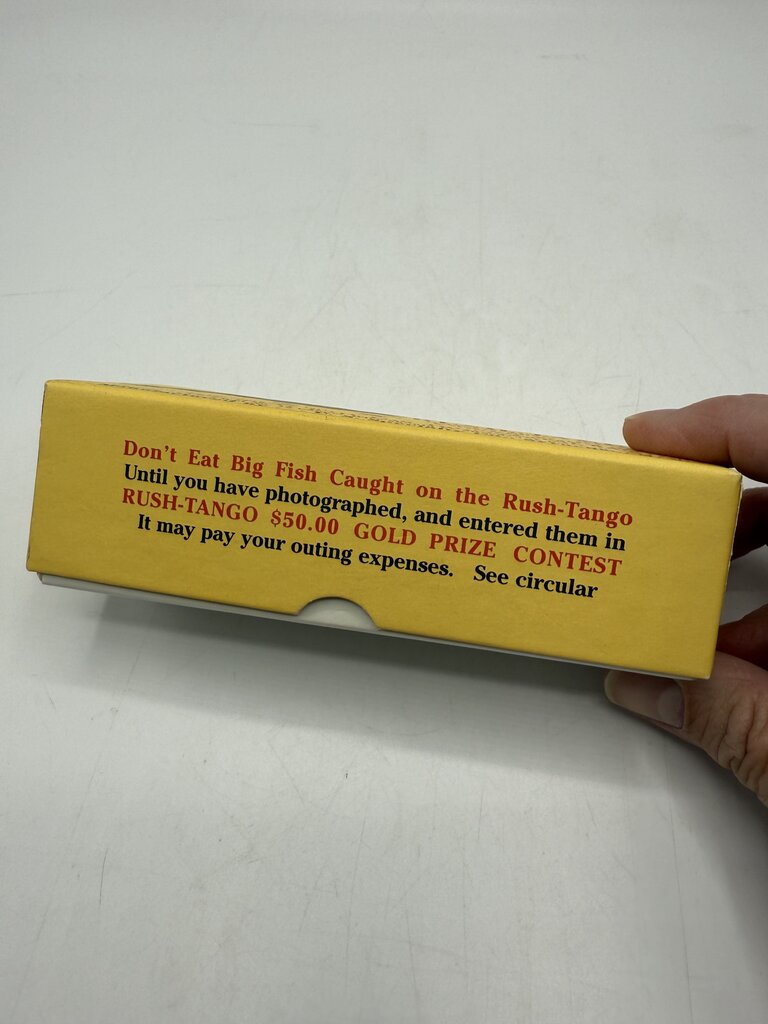 Don't Eat Big Fish Caught on the Rush-Tango
Until you have photographed, and entered them in
RUSH-TANGO $50.00 GOLD PRIZE CONTEST
It may pay your outing expenses. See circular